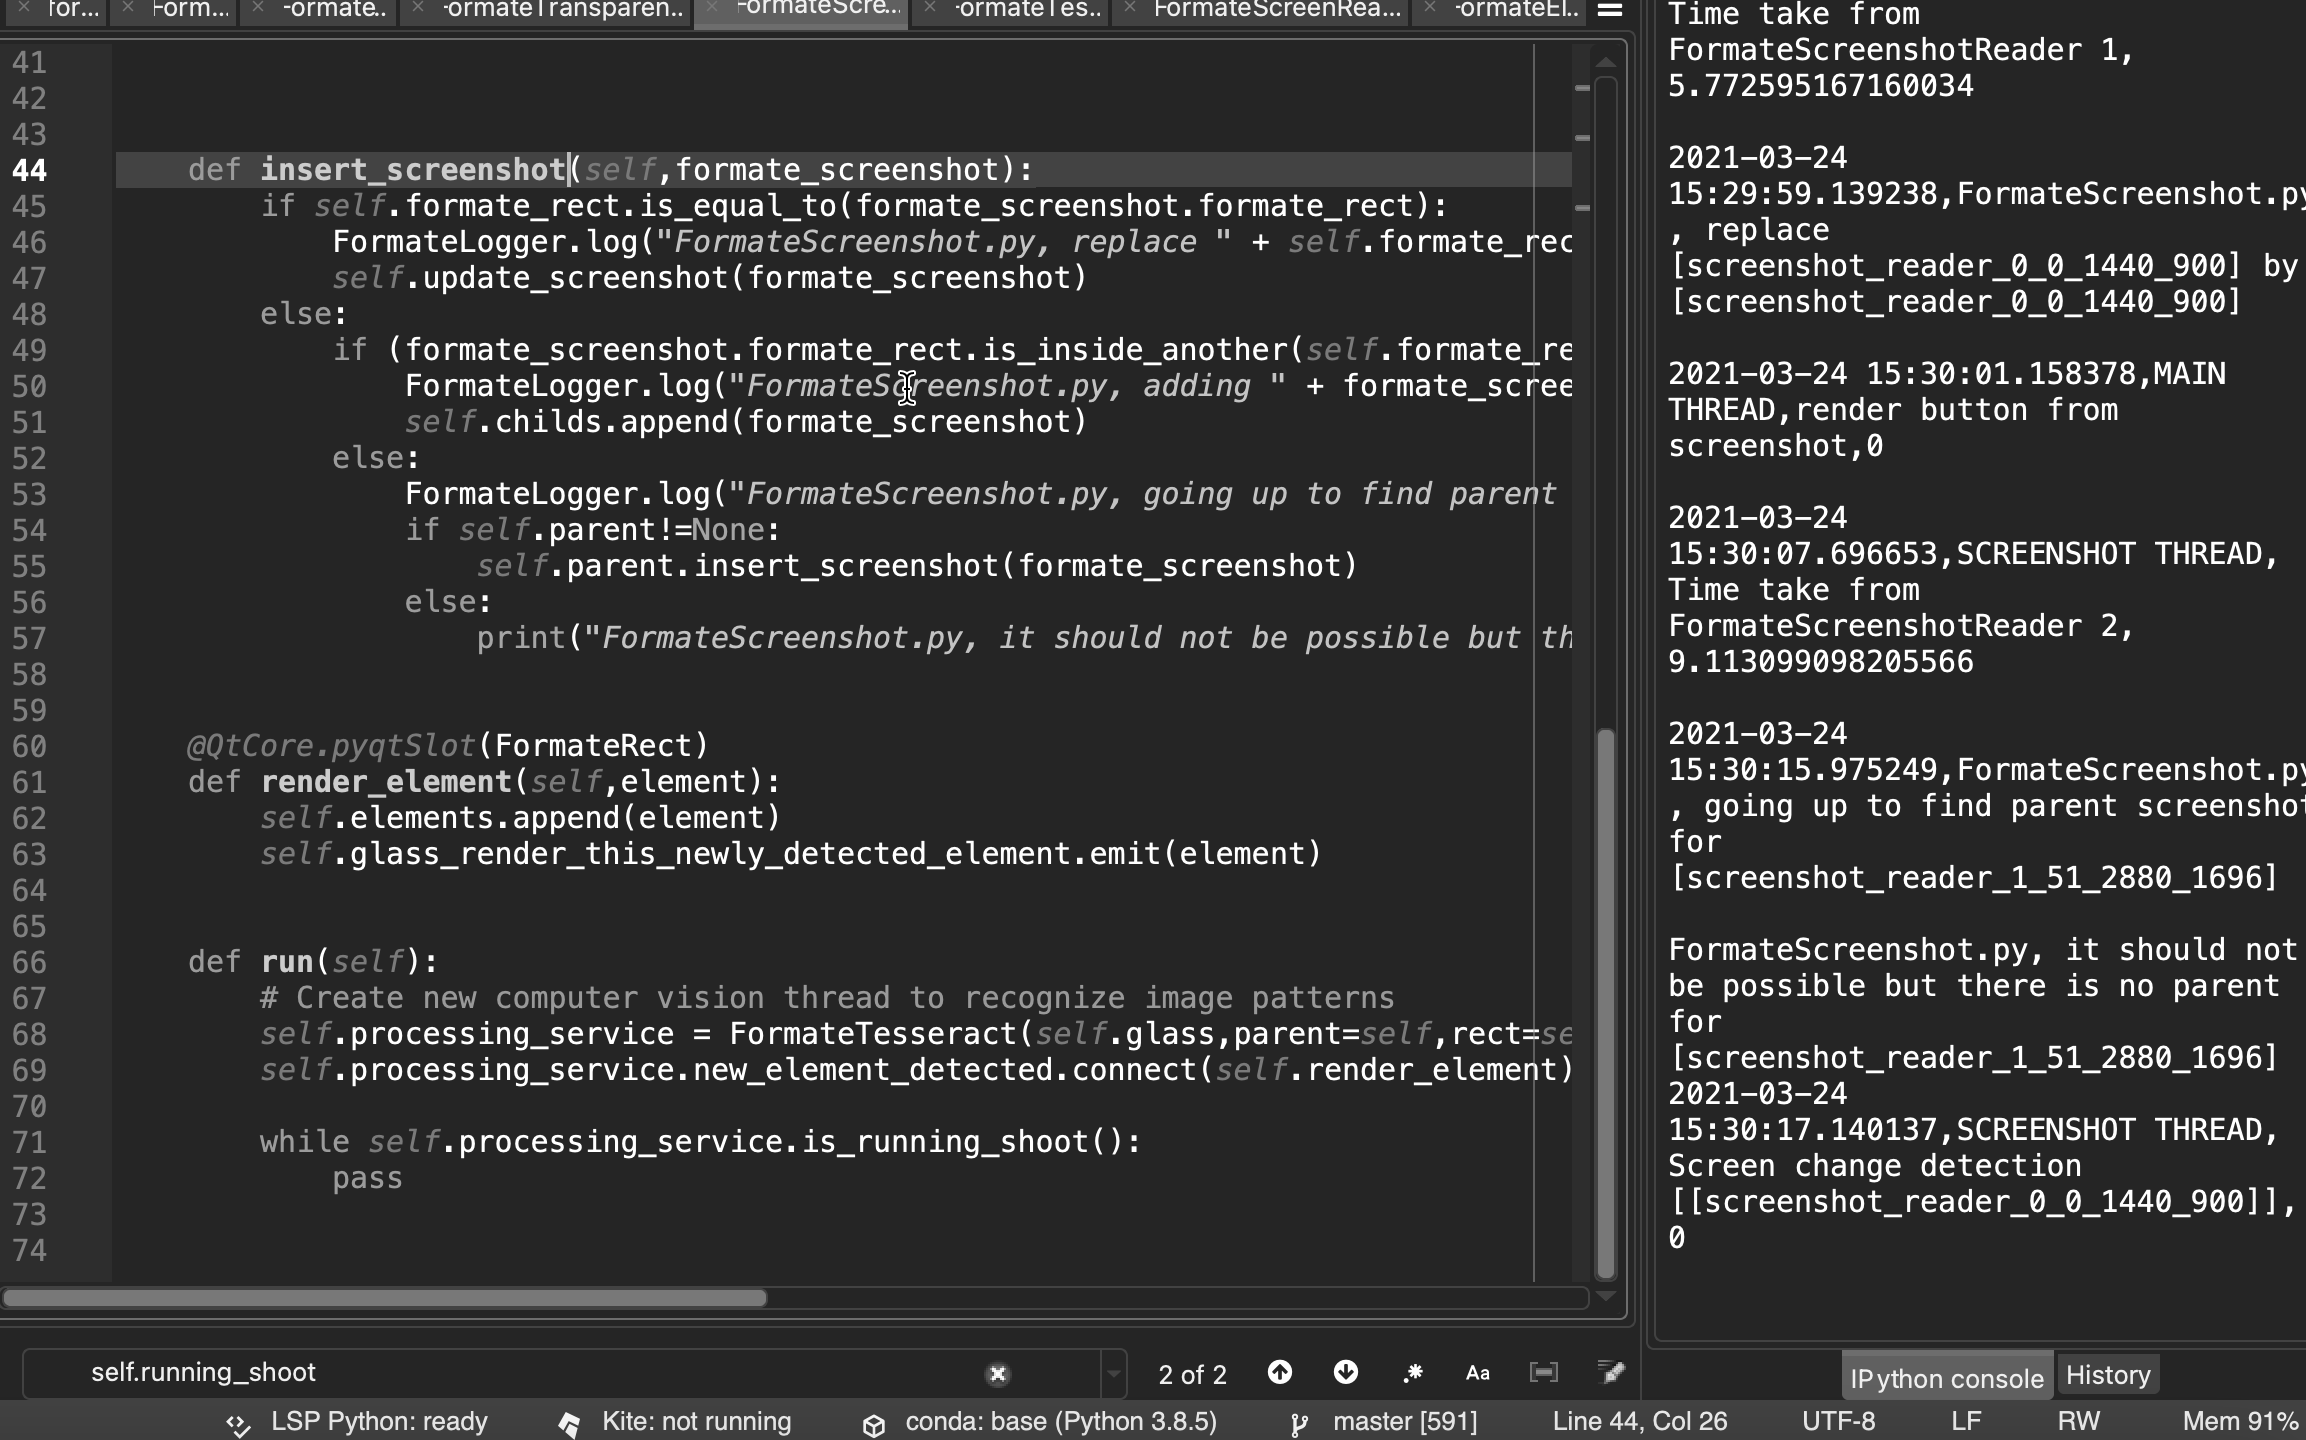 for...
Form...
-ormate..
-ormateTransparen..
-ormateScre...
-ormateTes..
FormateScreenRea...
-ormateEl..
41
42
43
44 def insert_screenshot(self,formate_screenshot):
45 if self.formate_rect.is_equal_to(formate_screenshot.formate_rect):
46 FormateLogger.log("FormateScreenshot.py, replace " + self.formate_rec
47 self.update_screenshot(formate_screenshot)
48 else:
49 if (formate_screenshot.formate_rect.is_inside_another(self.formate_re
50 FormateLogger.log("FormateScreenshot.py, adding " + formate_scree
51 self.childs.append(formate_screenshot)
52 else:
53 FormateLogger.log("FormateScreenshot.py, going up to find parent
54 if self.parent!=None:
55 self.parent.insert_screenshot(formate_screenshot)
56 else:
57 print("FormateScreenshot.py, it should not be possible but th
58
59
60 @QtCore.pyqtSlot(FormateRect)
61 def render_element(self,element):
62 self.elements.append(element)
63 self.glass_render_this_newly_detected_element.emit(element)
64
65
66 def run(self):
67 # Create new computer vision thread to recognize image patterns
68 self.processing_service = FormateTesseract(self.glass,parent=self,rect=se
69 self.processing_service.new_element_detected.connect(self.render_element)
70
71 while self.processing_service.is_running_shoot():
72 pass
73
74
Time take from
FormateScreenshotReader 1,
5.772595167160034
2021-03-24
15:29:59.139238,FormateScreenshot.py
, replace
[screenshot_reader_0_0_1440_900] by
[screenshot_reader_0_0_1440_900]
2021-03-24 15:30:01.158378,MAIN
THREAD,render button from
screenshot,0
2021-03-24
15:30:07.696653,SCREENSHOT THREAD,
Time take from
FormateScreenshotReader 2,
9.113099098205566
2021-03-24
15:30:15.975249,FormateScreenshot.py
, going up to find parent screenshot
for
[screenshot_reader_1_51_2880_1696]
FormateScreenshot.py, it should not
be possible but there is no parent
for
[screenshot_reader_1_51_2880_1696]
2021-03-24
15:30:17.140137,SCREENSHOT THREAD,
Screen change detection
[[screenshot_reader_0_0_1440_900]],
0
self.running_shoot
2 of 2
Aa
IPython console
History
LSP Python: ready
Kite: not running
conda: base (Python 3.8.5)
master [591]
Line 44, Col 26
UTF-8
LF
RW
Mem 91%